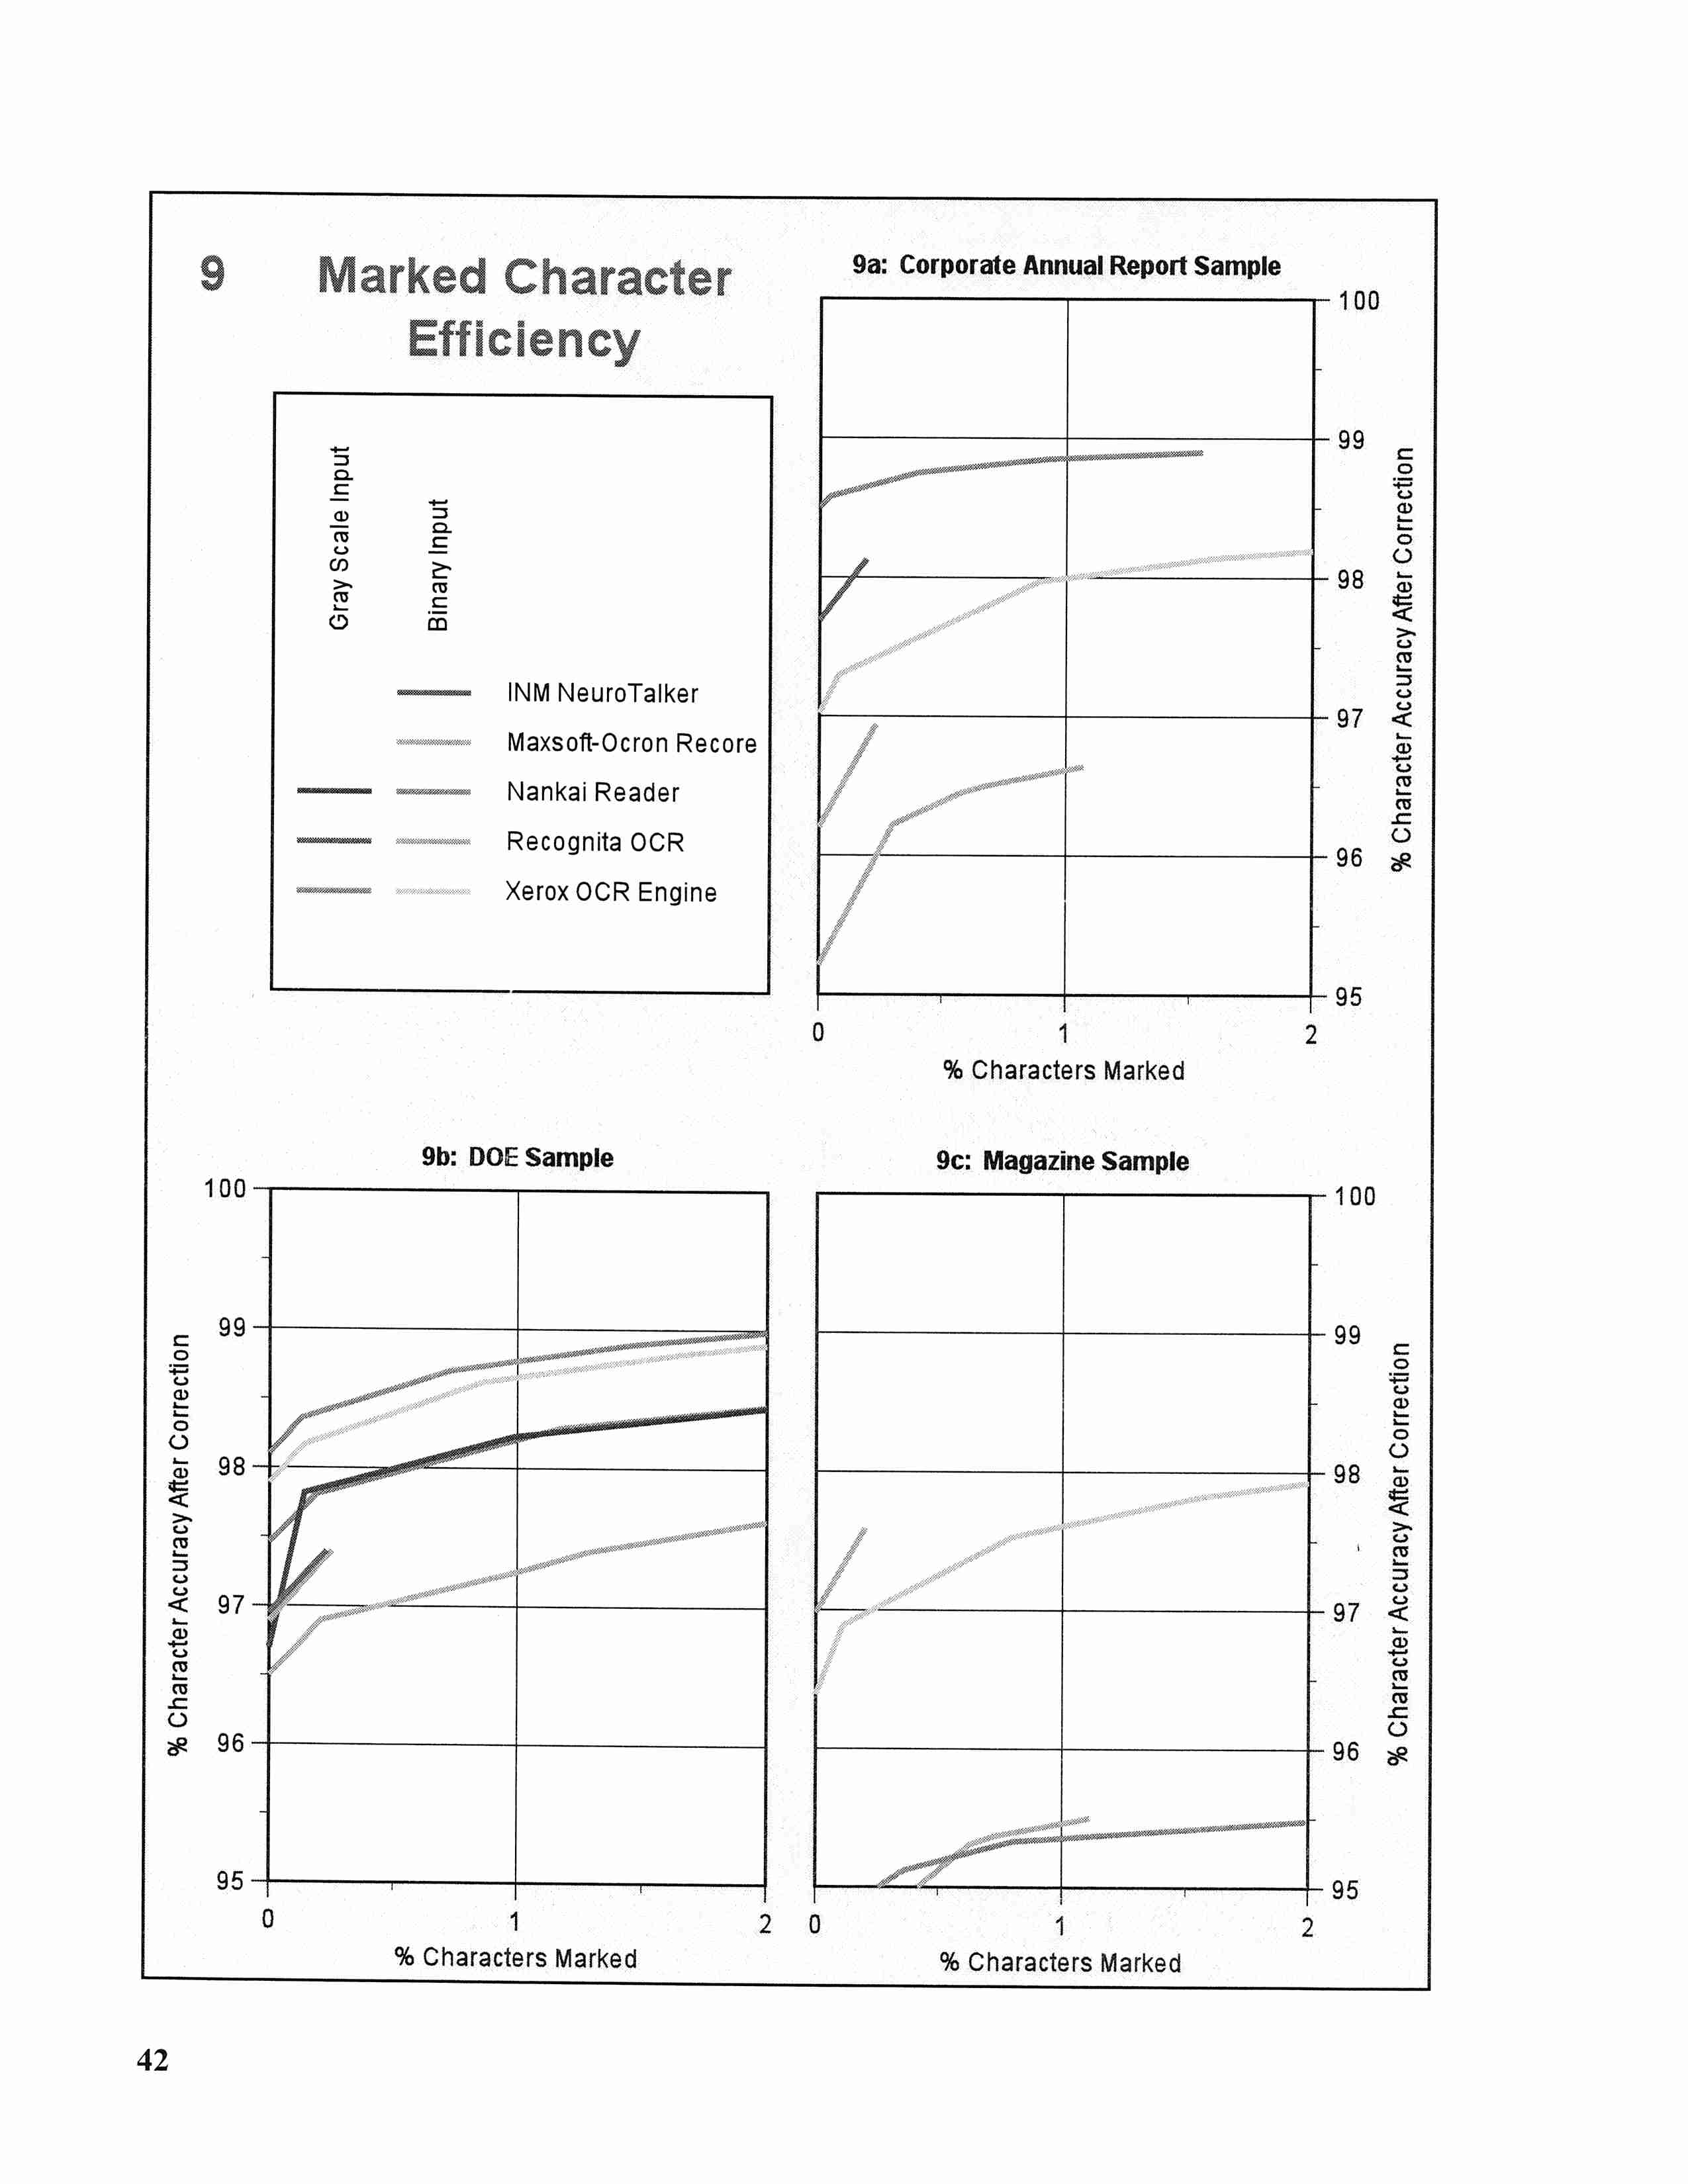 9 Marked Character
Efficiency
Gray Scale Input
Binary Input
INM NeuroTalker
Maxsoft-Ocron Recore
Nankai Reader
Recognita OCR
Xerox OCR Engine
9a: Corporate Annual Report Sample
100
99
98
97
96
95
% Character Accuracy After Correction
0 1 2
% Characters Marked
9b: DOE Sample
100
99
98
97
96
95
% Character Accuracy After Correction
0 1 2
% Characters Marked
9c: Magazine Sample
100
99
98
97
96
95
% Character Accuracy After Correction
0 1 2
% Characters Marked
42